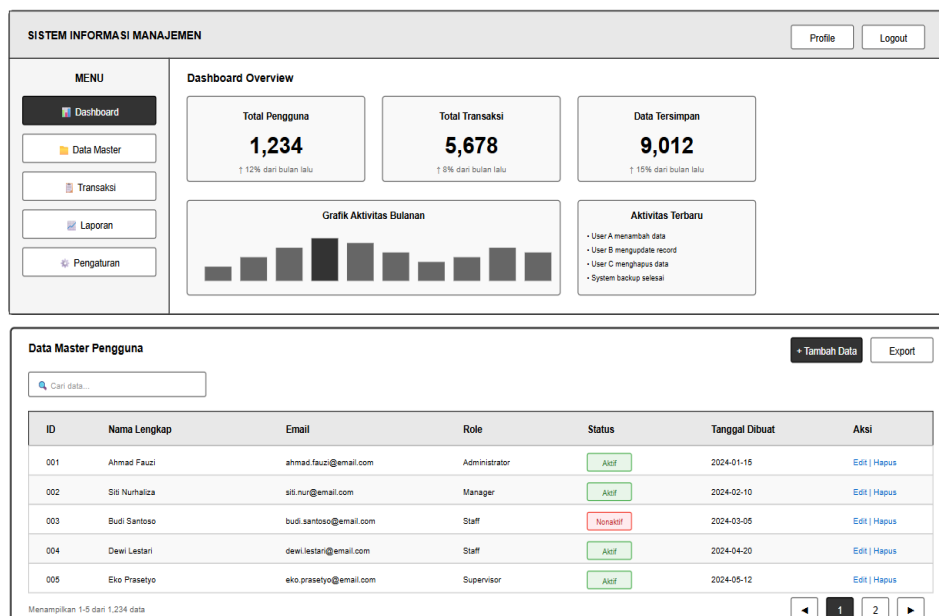 SISTEM INFORMASI MANAJEMEN
Profile
Logout
MENU
📊 Dashboard
📁 Data Master
📋 Transaksi
📈 Laporan
⚙️ Pengaturan
Dashboard Overview
Total Pengguna
1,234
↑ 12% dari bulan lalu
Total Transaksi
5,678
↑ 8% dari bulan lalu
Data Tersimpan
9,012
↑ 15% dari bulan lalu
Grafik Aktivitas Bulanan
Aktivitas Terbaru
• User A menambah data
• User B mengupdate record
• User C menghapus data
• System backup selesai
Data Master Pengguna
+ Tambah Data
Export
🔍 Cari data...
ID Nama Lengkap Email Role Status Tanggal Dibuat Aksi
001 Ahmad Fauzi ahmad.fauzi@email.com Administrator Aktif 2024-01-15 Edit | Hapus
002 Siti Nurhaliza siti.nur@email.com Manager Aktif 2024-02-10 Edit | Hapus
003 Budi Santoso budi.santoso@email.com Staff Nonaktif 2024-03-05 Edit | Hapus
004 Dewi Lestari dewi.lestari@email.com Staff Aktif 2024-04-20 Edit | Hapus
005 Eko Prasetyo eko.prasetyo@email.com Supervisor Aktif 2024-05-12 Edit | Hapus
Menampilkan 1-5 dari 1,234 data
◄ 1 2 ►